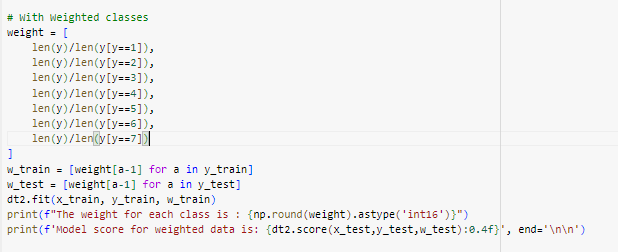 # With Weighted classes
weight = [
    len(y)/len(y[y==1]),
    len(y)/len(y[y==2]),
    len(y)/len(y[y==3]),
    len(y)/len(y[y==4]),
    len(y)/len(y[y==5]),
    len(y)/len(y[y==6]),
    len(y)/len(y[y==7])
]
w_train = [weight[a-1] for a in y_train]
w_test = [weight[a-1] for a in y_test]
dt2.fit(x_train, y_train, w_train)
print(f"The weight for each class is : {np.round(weight).astype('int16')}")
print(f'Model score for weighted data is: {dt2.score(x_test,y_test,w_test):0.4f}', end='\n\n')